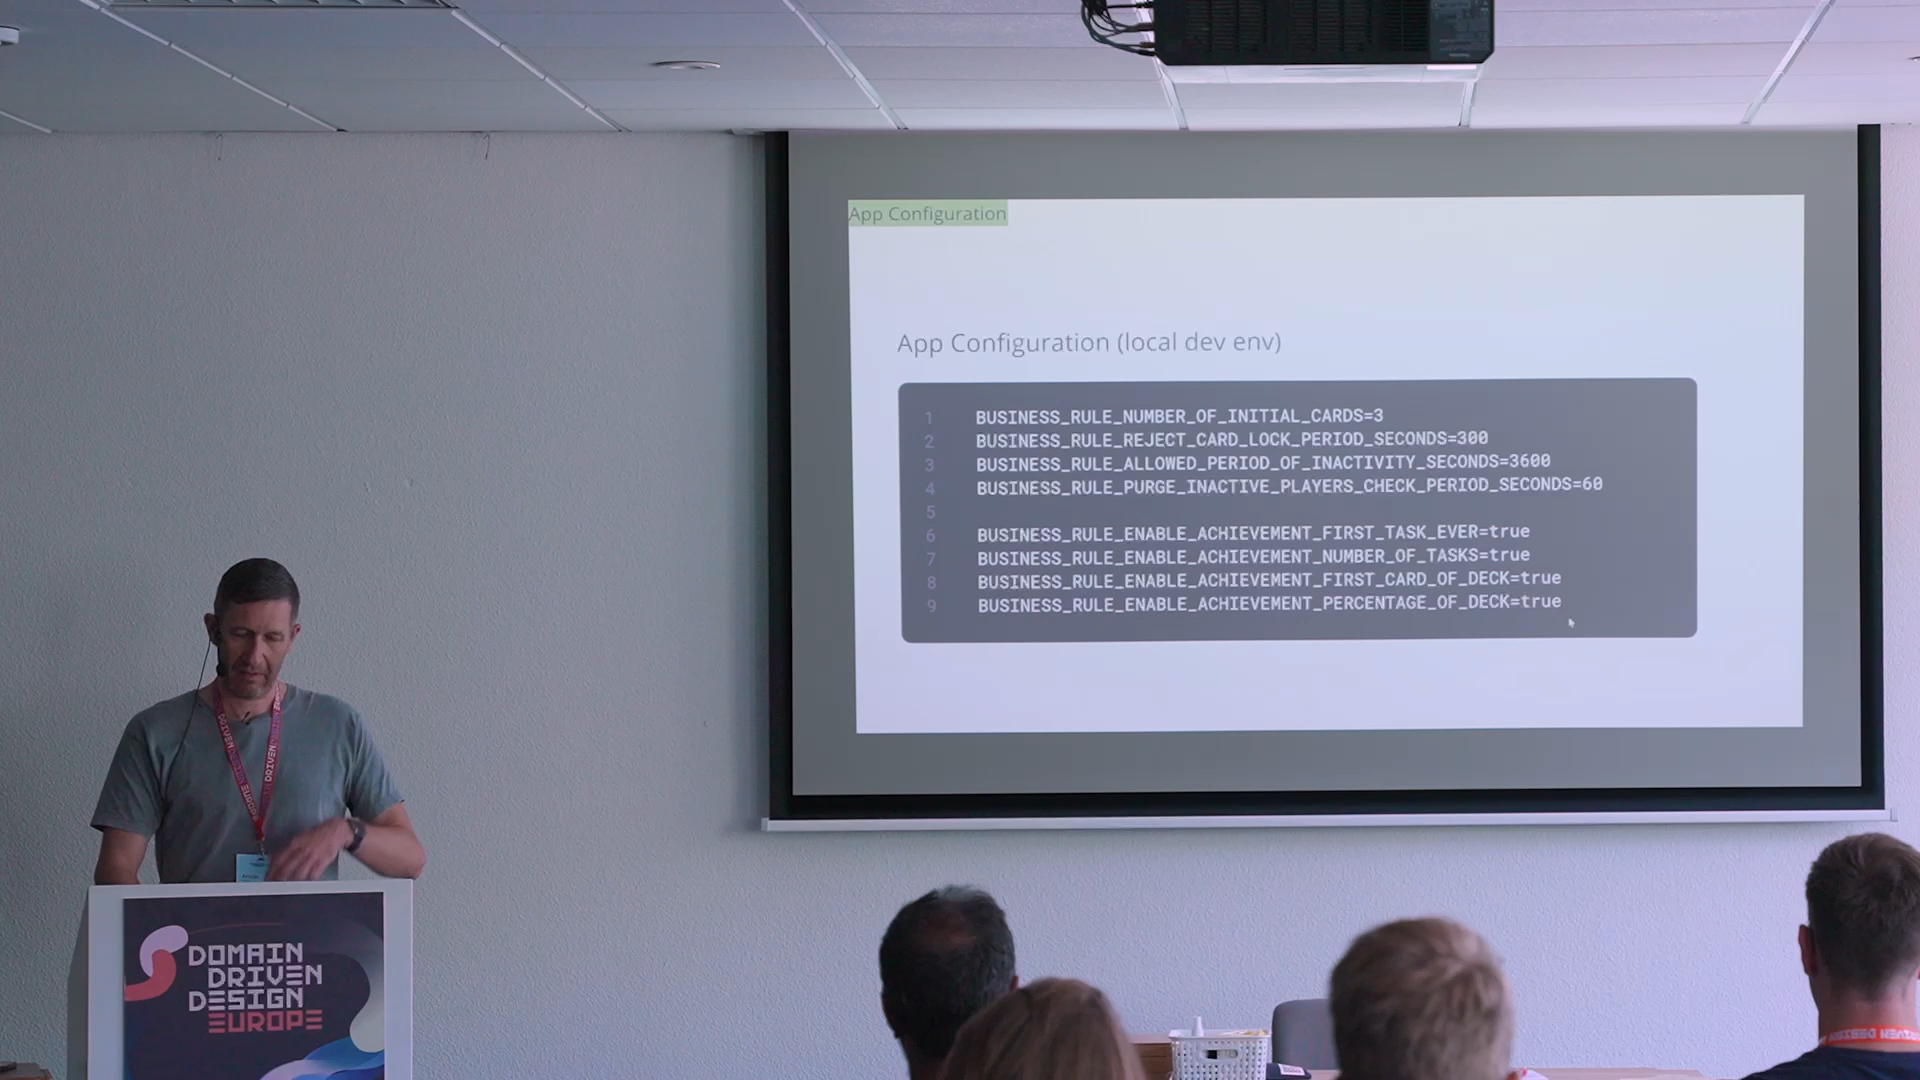 App Configuration
App Configuration (local dev env)
1 BUSINESS_RULE_NUMBER_OF_INITIAL_CARDS=3
2 BUSINESS_RULE_REJECT_CARD_LOCK_PERIOD_SECONDS=300
3 BUSINESS_RULE_ALLOWED_PERIOD_OF_INACTIVITY_SECONDS=3600
4 BUSINESS_RULE_PURGE_INACTIVE_PLAYERS_CHECK_PERIOD_SECONDS=60
5
6 BUSINESS_RULE_ENABLE_ACHIEVEMENT_FIRST_TASK_EVER=true
7 BUSINESS_RULE_ENABLE_ACHIEVEMENT_NUMBER_OF_TASKS=true
8 BUSINESS_RULE_ENABLE_ACHIEVEMENT_FIRST_CARD_OF_DECK=true
9 BUSINESS_RULE_ENABLE_ACHIEVEMENT_PERCENTAGE_OF_DECK=true
DOMAIN
DRIVEN
DESIGN
EUROPE